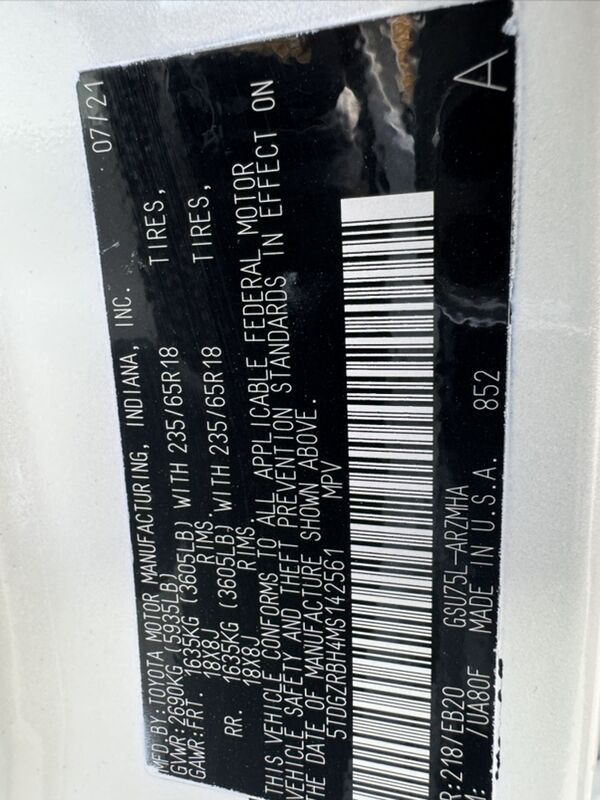 07/21
MFD.BY:TOYOTA MOTOR MANUFACTURING, INDIANA, INC.
GVWR:2690KG (5935LB)
GAWR:FRT. 1635KG (3605LB) WITH 235/65R18 TIRES,
18X8J RIMS
RR. 1635KG (3605LB) WITH 235/65R18 TIRES,
18X8J RIMS
THIS VEHICLE CONFORMS TO ALL APPLICABLE FEDERAL MOTOR
VEHICLE SAFETY AND THEFT PREVENTION STANDARDS IN EFFECT ON
THE DATE OF MANUFACTURE SHOWN ABOVE.
5TDGZRBH4MS142561 MPV
R:218/EB20 GSU75L-ARZMHA
/UA80F MADE IN U.S.A. 852
A